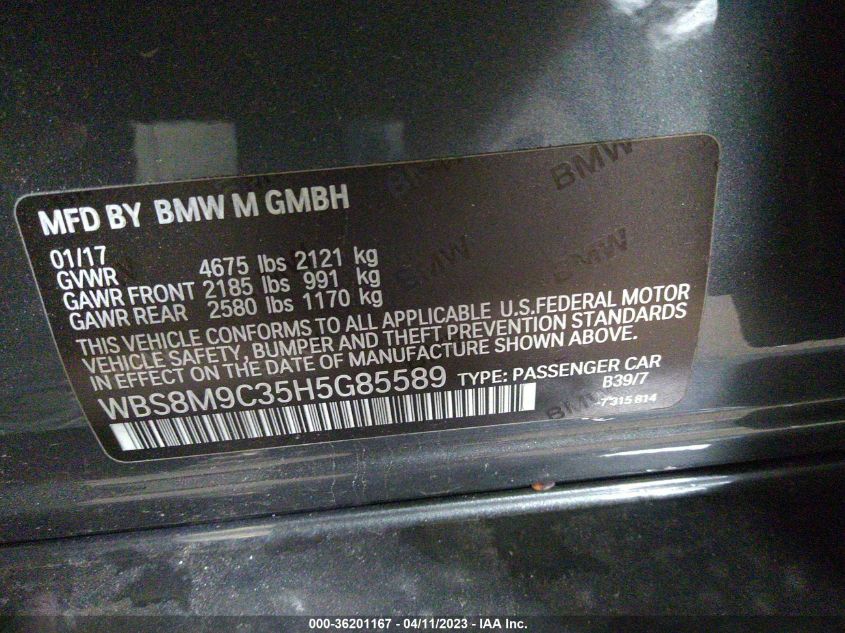 MFD BY BMW M GMBH
01/17
GVWR 4675 lbs 2121 kg
GAWR FRONT 2185 lbs 991 kg
GAWR REAR 2580 lbs 1170 kg
THIS VEHICLE CONFORMS TO ALL APPLICABLE U.S.FEDERAL MOTOR
VEHICLE SAFETY, BUMPER AND THEFT PREVENTION STANDARDS
IN EFFECT ON THE DATE OF MANUFACTURE SHOWN ABOVE.
WBS8M9C35H5G85589 TYPE: PASSENGER CAR
B39/7
7315814
BMW
BMW
BMW
000-36201167 - 04/11/2023 - IAA Inc.